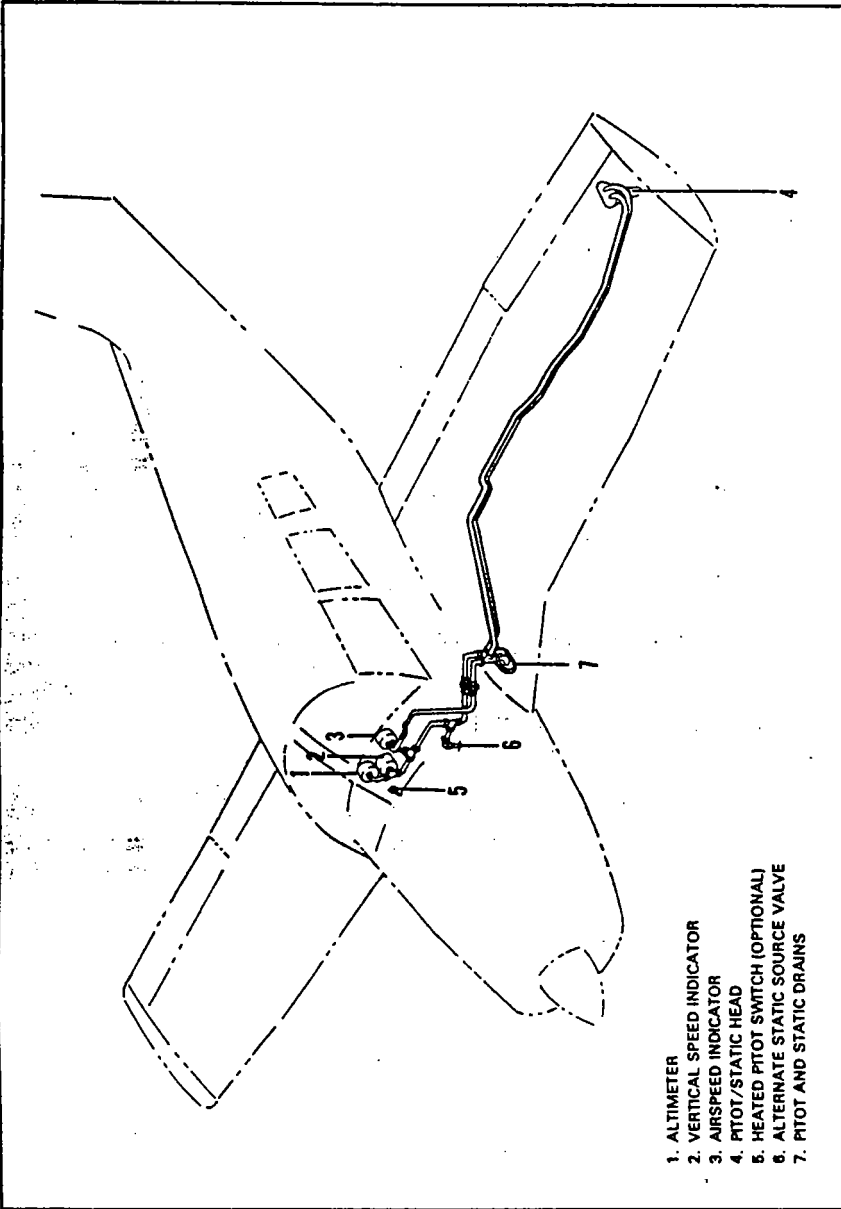 1
2
3
4
5
6
7
1. ALTIMETER
2. VERTICAL SPEED INDICATOR
3. AIRSPEED INDICATOR
4. PITOT/STATIC HEAD
5. HEATED PITOT SWITCH (OPTIONAL)
6. ALTERNATE STATIC SOURCE VALVE
7. PITOT AND STATIC DRAINS